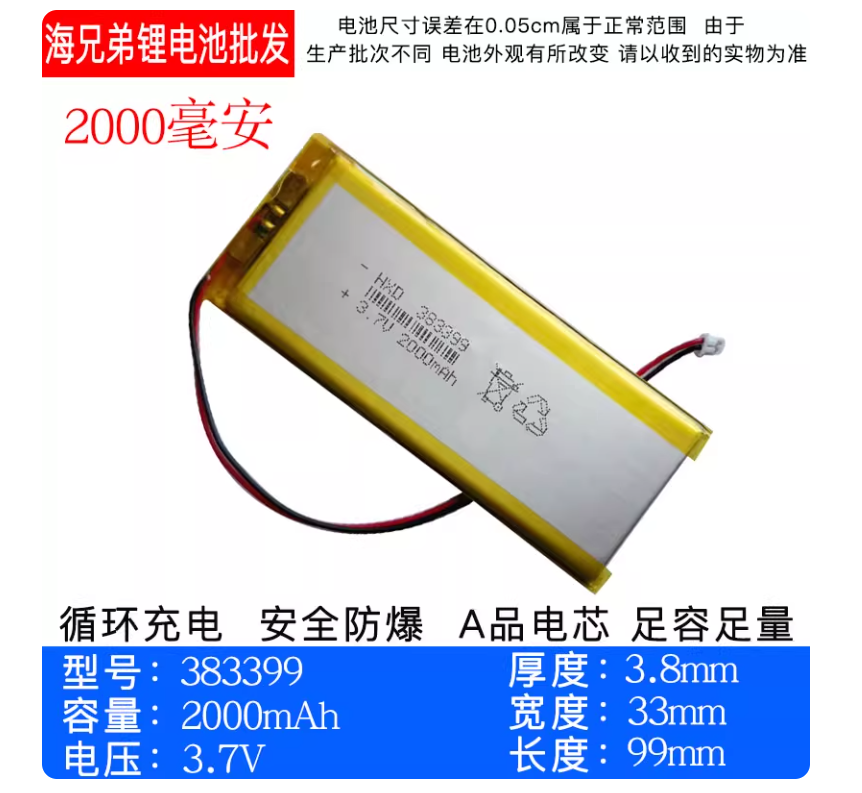 海兄弟锂电池批发
电池尺寸误差在0.05cm属于正常范围 由于
生产批次不同 电池外观有所改变 请以收到的实物为准
2000毫安
- HXD 383399
+ 3.7V 2000mAh
循环充电 安全防爆 A品电芯 足容足量
型号：383399
容量：2000mAh
电压：3.7V
厚度：3.8mm
宽度：33mm
长度：99mm